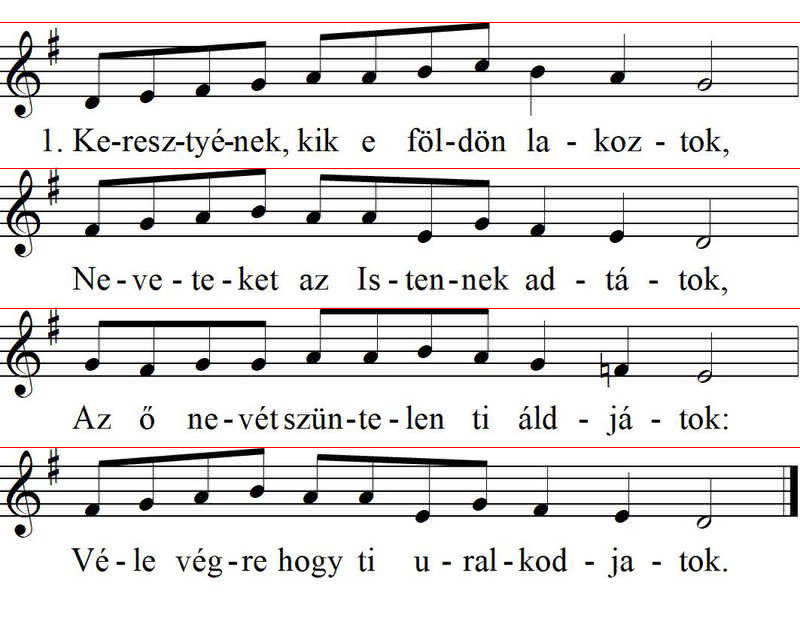 1. Ke-resz-tyé-nek, kik e föl-dön la - koz - tok,
Ne - ve - te - ket az Is - ten - nek ad - tá - tok,
Az ő ne - vét szün - te - len ti áld - já - tok:
Vé - le vég - re hogy ti u - ral - kod - ja - tok.